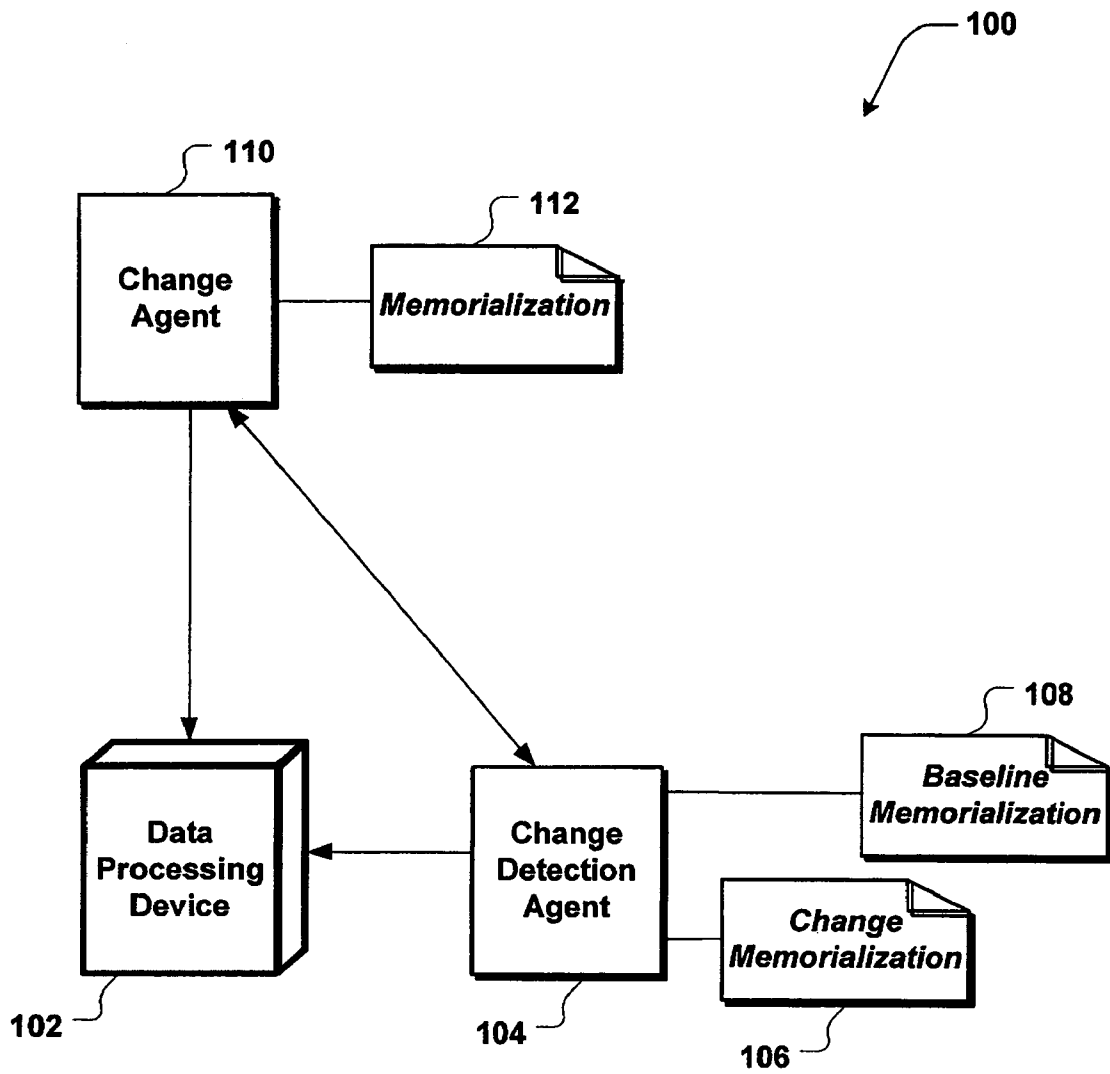 100
110
112
Change
Agent
Memorialization
108
Baseline
Memorialization
Data
Processing
Device
Change
Detection
Agent
Change
Memorialization
102
104
106